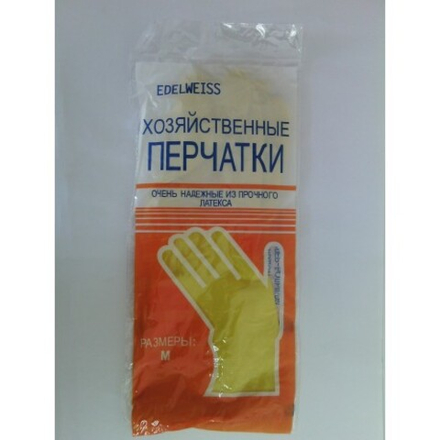 EDELWEISS
ХОЗЯЙСТВЕННЫЕ
ПЕРЧАТКИ
ОЧЕНЬ НАДЕЖНЫЕ ИЗ ПРОЧНОГО
ЛАТЕКСА
РАЗМЕРЫ:
M